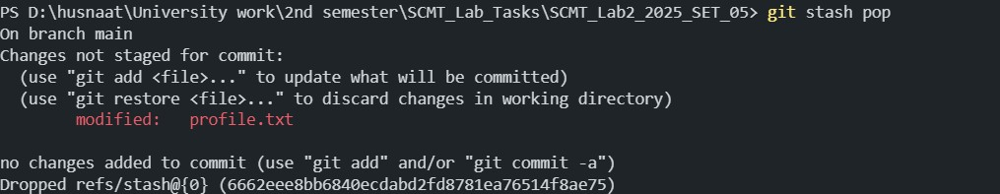 PS D:\husnaat\University work\2nd semester\SCMT_Lab_Tasks\SCMT_Lab2_2025_SET_05> git stash pop
On branch main
Changes not staged for commit:
  (use "git add <file>..." to update what will be committed)
  (use "git restore <file>..." to discard changes in working directory)
        modified:   profile.txt

no changes added to commit (use "git add" and/or "git commit -a")
Dropped refs/stash@{0} (6662eee8bb6840ecdabd2fd8781ea76514f8ae75)